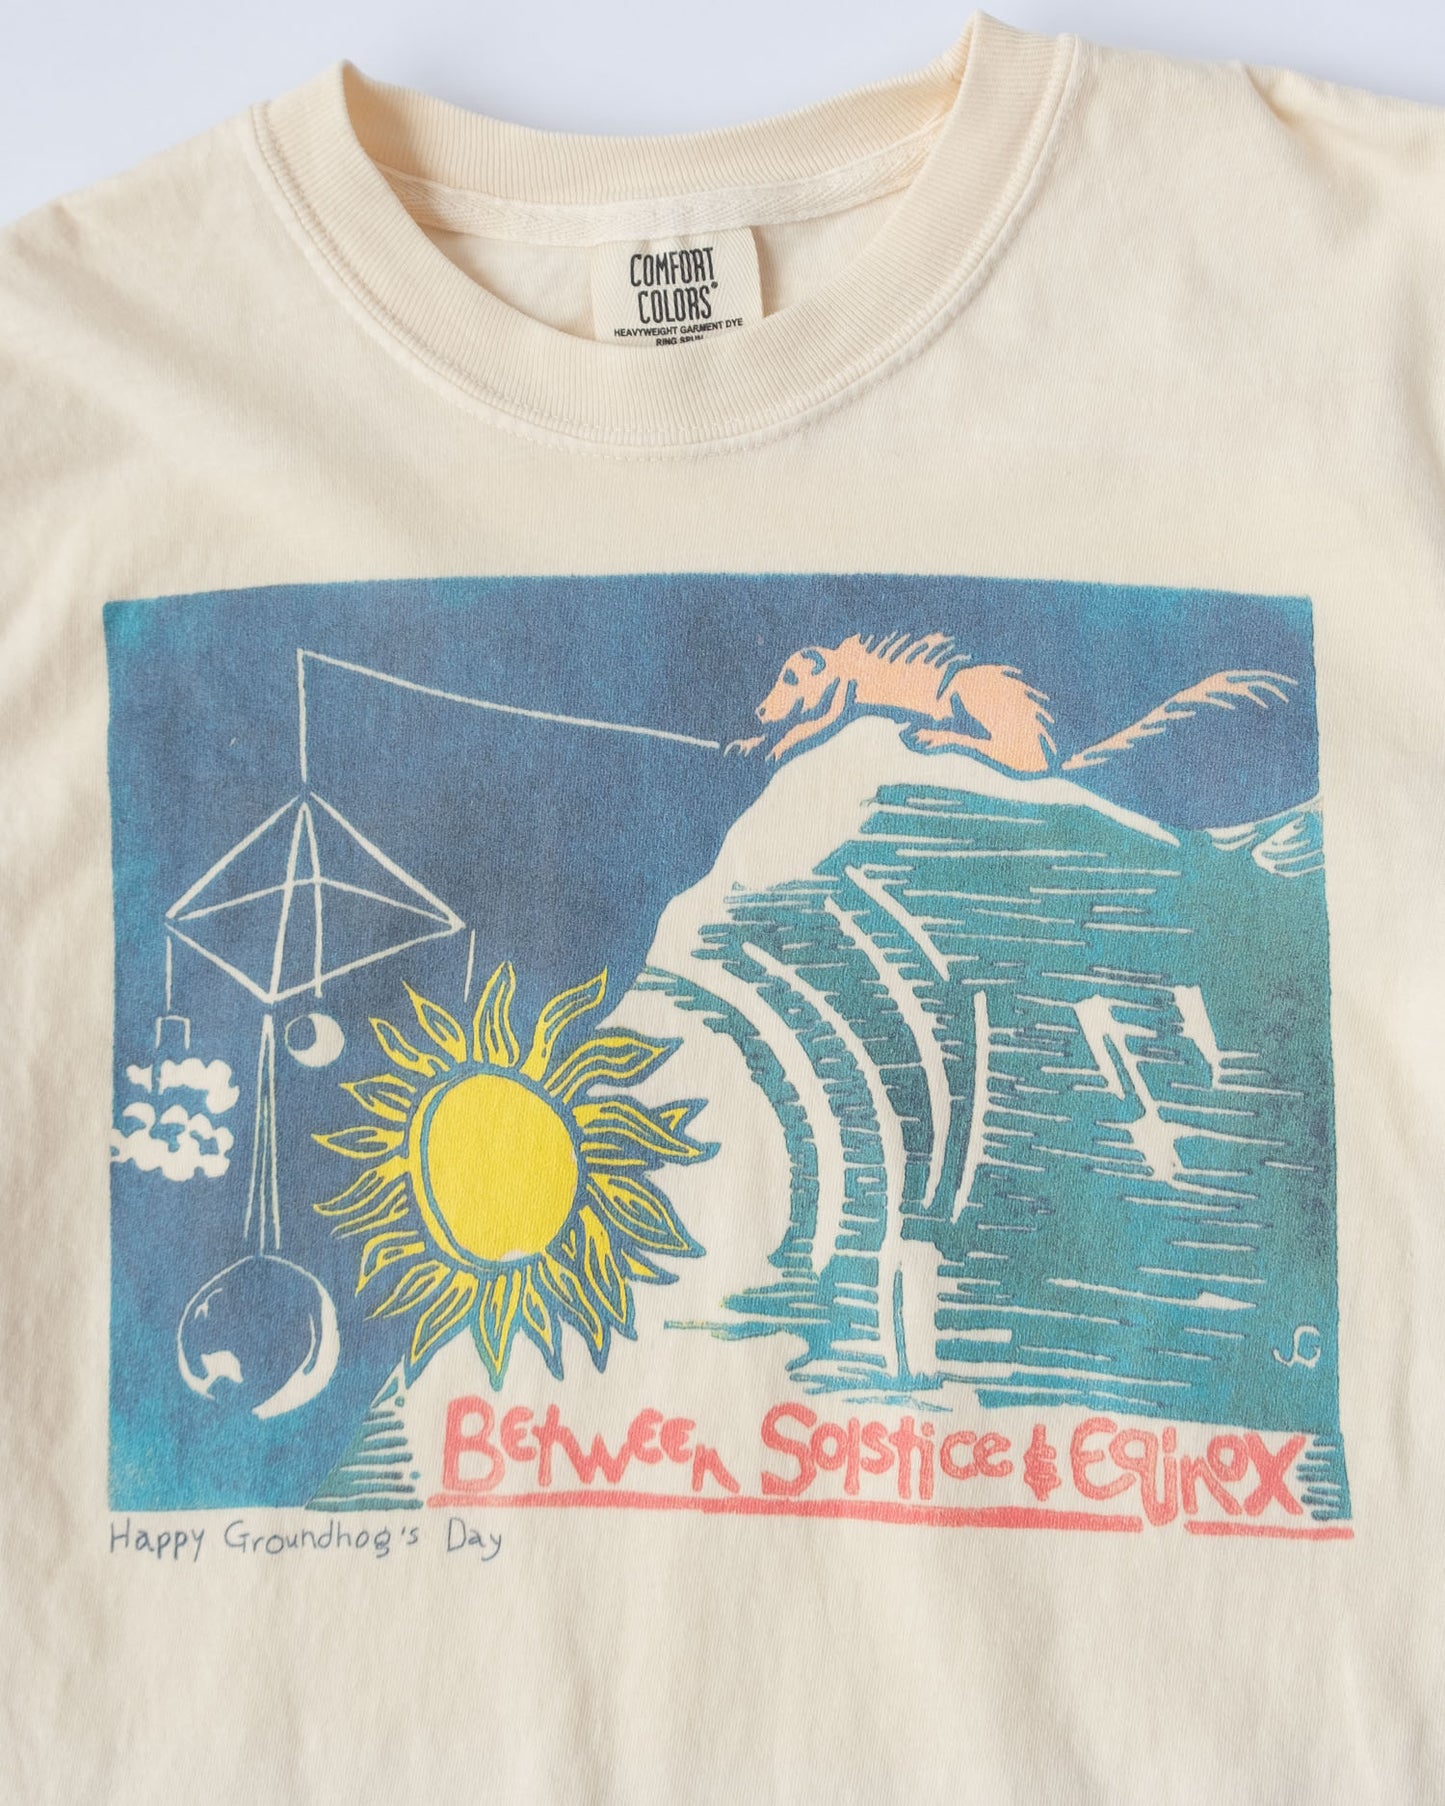 COMFORT
COLORS®
HEAVYWEIGHT GARMENT DYE
RING SPUN
Between Solstice & Equinox
Happy Groundhog's Day